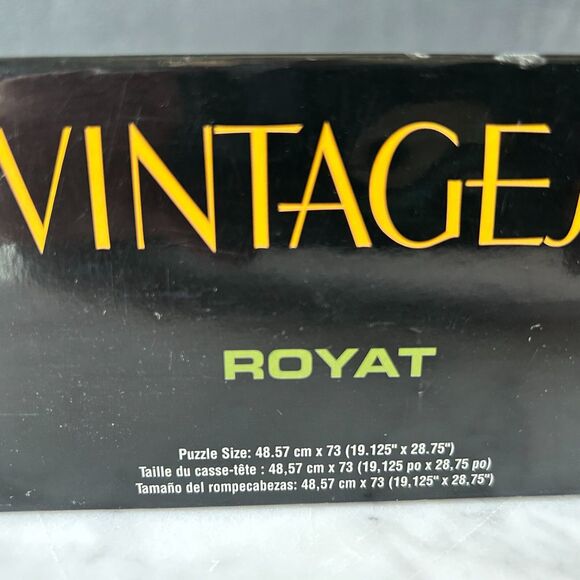 VINTAGE
ROYAT
Puzzle Size: 48.57 cm x 73 (19.125" x 28.75")
Taille du casse-tête : 48,57 cm x 73 (19,125 po x 28,75 po)
Tamaño del rompecabezas: 48,57 cm x 73 (19,125" x 28,75")